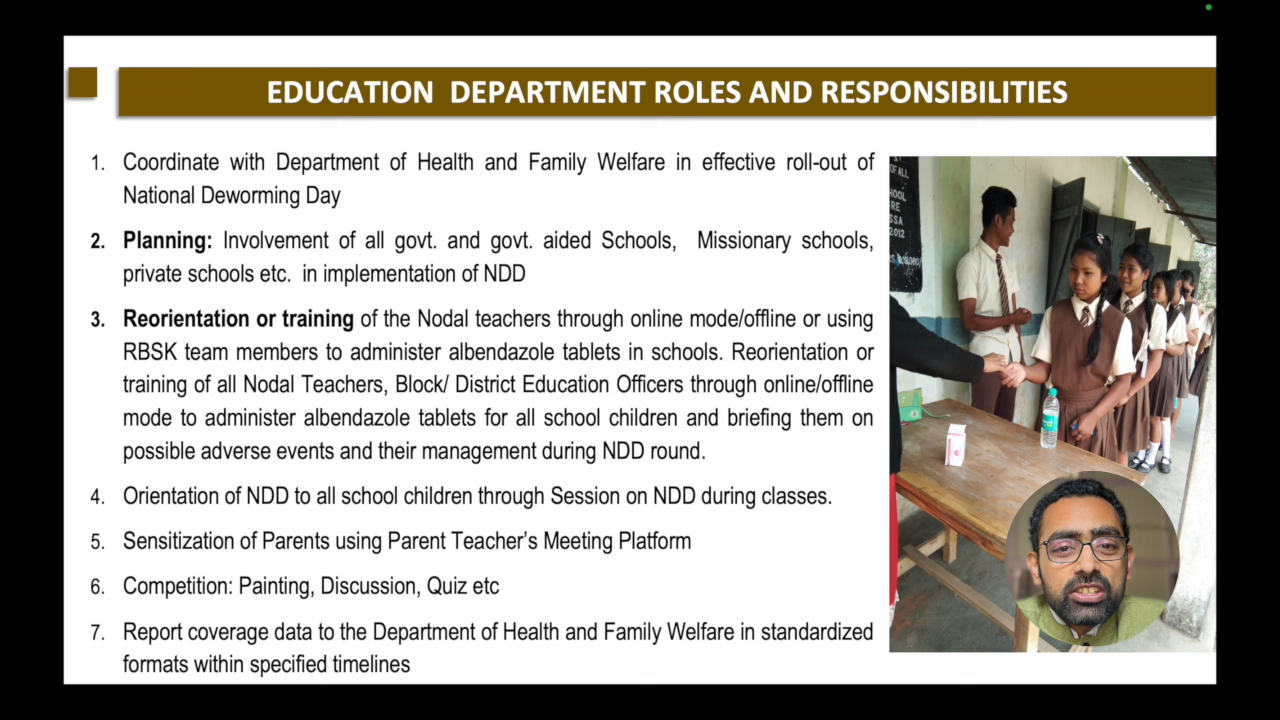 EDUCATION DEPARTMENT ROLES AND RESPONSIBILITIES
1. Coordinate with Department of Health and Family Welfare in effective roll-out of
National Deworming Day
2. Planning: Involvement of all govt. and govt. aided Schools, Missionary schools,
private schools etc. in implementation of NDD
3. Reorientation or training of the Nodal teachers through online mode/offline or using
RBSK team members to administer albendazole tablets in schools. Reorientation or
training of all Nodal Teachers, Block/ District Education Officers through online/offline
mode to administer albendazole tablets for all school children and briefing them on
possible adverse events and their management during NDD round.
4. Orientation of NDD to all school children through Session on NDD during classes.
5. Sensitization of Parents using Parent Teacher's Meeting Platform
6. Competition: Painting, Discussion, Quiz etc
7. Report coverage data to the Department of Health and Family Welfare in standardized
formats within specified timelines
OF ALL
HOOL
RE
SSA
2012